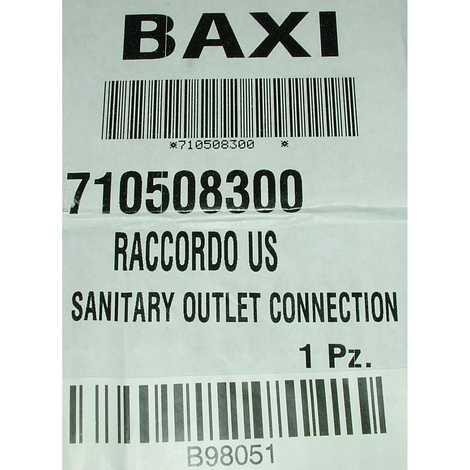 BAXI
*710508300 *
710508300
RACCORDO US
SANITARY OUTLET CONNECTION
1 Pz.
B98051